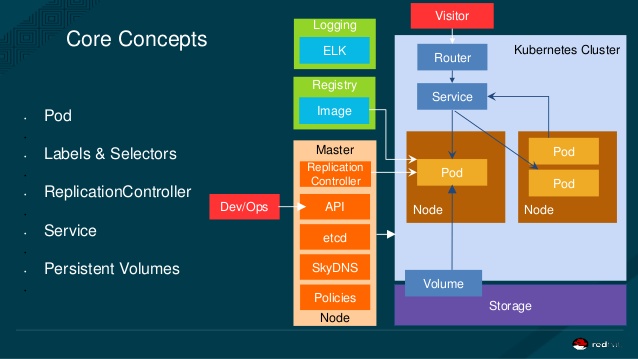 Core Concepts
Pod
Labels & Selectors
ReplicationController
Service
Persistent Volumes
Logging
ELK
Registry
Image
Master
Replication
Controller
API
etcd
SkyDNS
Policies
Node
Dev/Ops
Visitor
Kubernetes Cluster
Router
Service
Pod
Node
Pod
Pod
Node
Volume
Storage
redhat